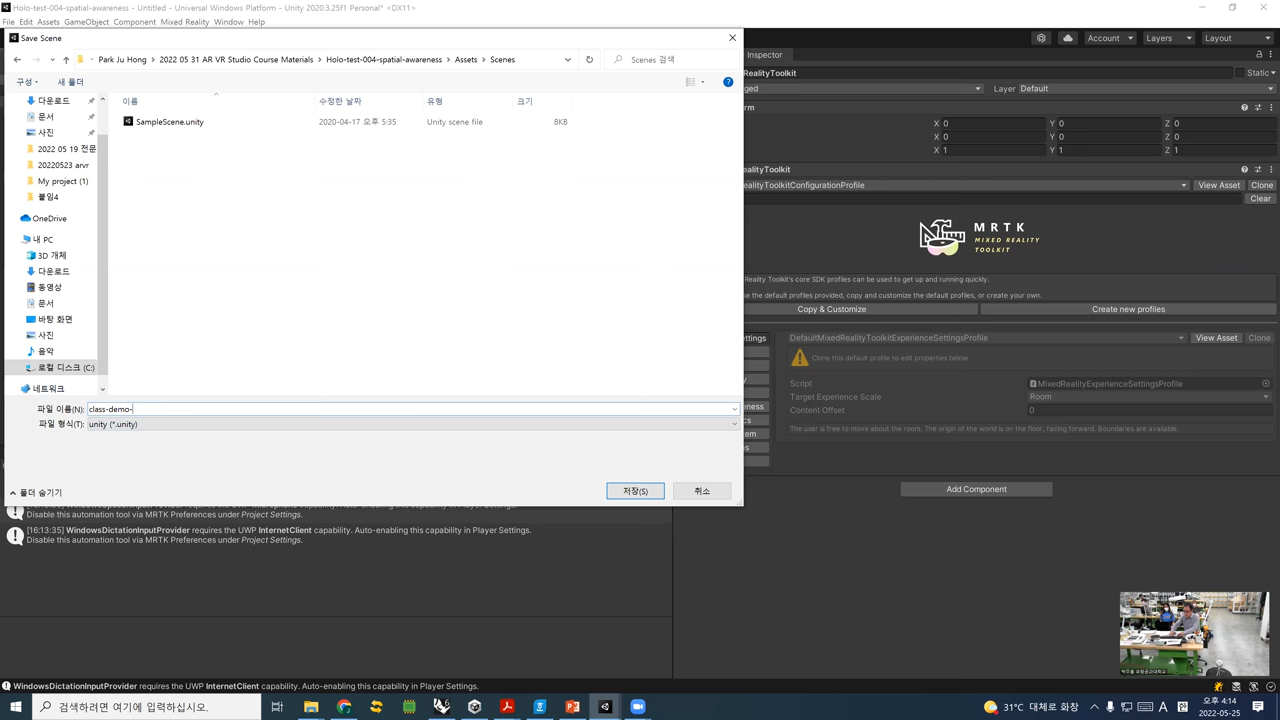 Holo-test-004-spatial-awareness - Untitled - Universal Windows Platform - Unity 2020.3.25f1 Personal* <DX11>
File Edit Assets GameObject Component Mixed Reality Window Help
Save Scene
Account Layers Layout
Park Ju Hong > 2022 05 31 AR VR Studio Course Materials > Holo-test-004-spatial-awareness > Assets > Scenes
Scenes 검색
구성 새 폴더
이름 수정한 날짜 유형 크기
SampleScene.unity 2020-04-17 오후 5:35 Unity scene file 8KB
다운로드
문서
사진
2022 05 19 전문
20220523 arvr
My project (1)
붙임4
OneDrive
내 PC
3D 개체
다운로드
동영상
문서
바탕 화면
사진
음악
로컬 디스크 (C:)
네트워크
파일 이름(N): class-demo-
파일 형식(T): unity (*.unity)
폴더 숨기기
저장(S) 취소
Inspector
RealityToolkit Static
ged Layer Default
orm
X 0 Y 0 Z 0
X 0 Y 0 Z 0
X 1 Y 1 Z 1
RealityToolkit
ealityToolkitConfigurationProfile View Asset Clone
Clear
MRTK
MIXED REALITY
TOOLKIT
Reality Toolkit's core SDK profiles can be used to get up and running quickly.
se the default profiles provided, copy and customize the default profiles, or create your own.
Copy & Customize Create new profiles
ettings DefaultMixedRealityToolkitExperienceSettingsProfile View Asset Clone
Clone this default profile to edit properties below
Script MixedRealityExperienceSettingsProfile
Target Experience Scale Room
Content Offset 0
The user is free to move about the room. The origin of the world is on the floor, facing forward. Boundaries are available.
y
eness
cs
em
ns
Add Component
Disable this automation tool via MRTK Preferences under Project Settings.
[16:13:35] WindowsDictationInputProvider requires the UWP InternetClient capability. Auto-enabling this capability in Player Settings.
Disable this automation tool via MRTK Preferences under Project Settings.
WindowsDictationInputProvider requires the UWP InternetClient capability. Auto-enabling this capability in Player Settings.
검색하려면 여기에 입력하십시오.
31°C 대체로 화창
A
오후 4:14
2022-05-25